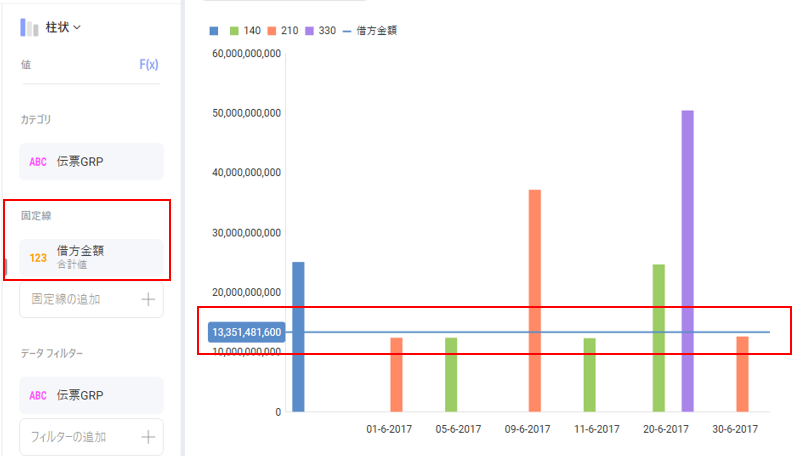 柱状
値
F(x)
カテゴリ
ABC 伝票GRP
固定線
123 借方金額
合計値
固定線の追加
データ フィルター
ABC 伝票GRP
フィルターの追加
140 210 330 借方金額
60,000,000,000
50,000,000,000
40,000,000,000
30,000,000,000
20,000,000,000
13,351,481,600
10,000,000,000
0
01-6-2017 05-6-2017 09-6-2017 11-6-2017 20-6-2017 30-6-2017